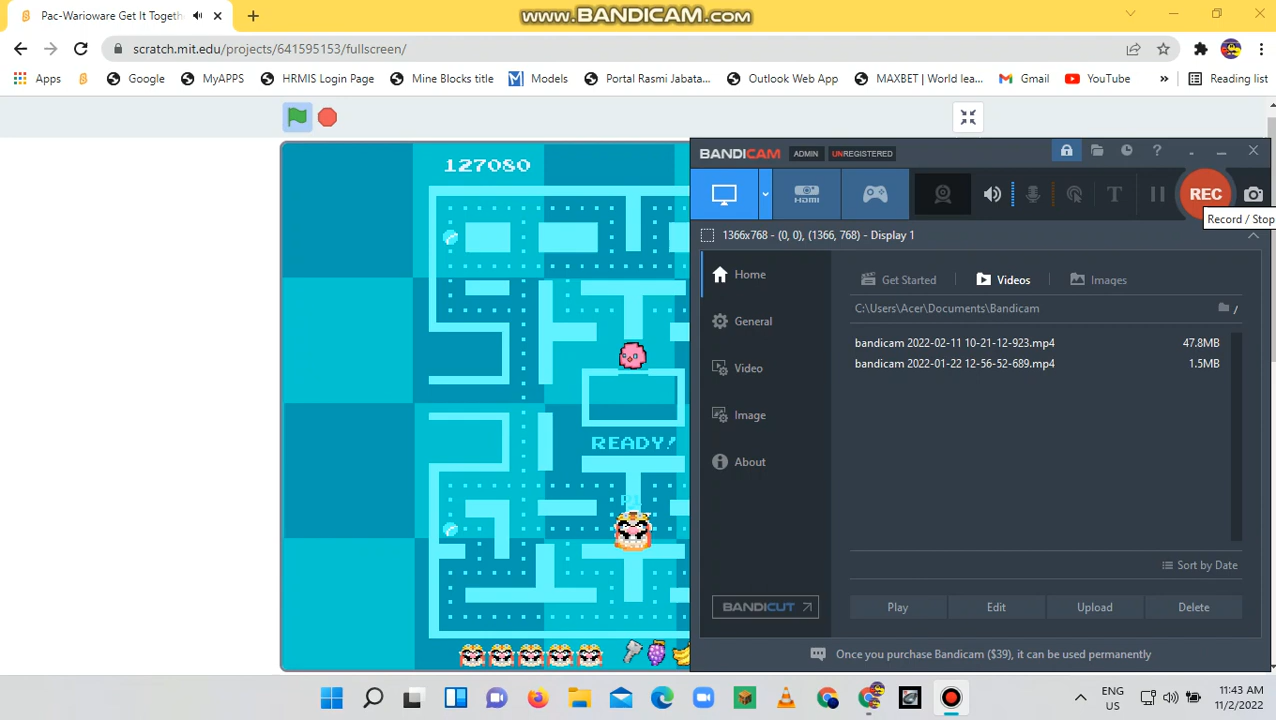 Pac-Warioware Get It Togeth
www.BANDICAM.com
scratch.mit.edu/projects/641595153/fullscreen/
Apps
Google
MyAPPS
HRMIS Login Page
Mine Blocks title
Models
Portal Rasmi Jabata...
Outlook Web App
MAXBET | World lea...
Gmail
YouTube
»
Reading list
127080
READY!
P1
BANDICAM
ADMIN
UNREGISTERED
HDMI
T
REC
Record / Stop
1366x768 - (0, 0), (1366, 768) - Display 1
Home
General
Video
Image
About
BANDICUT
Get Started
Videos
Images
C:\Users\Acer\Documents\Bandicam
/
bandicam 2022-02-11 10-21-12-923.mp4 47.8MB
bandicam 2022-01-22 12-56-52-689.mp4 1.5MB
Sort by Date
Play
Edit
Upload
Delete
Once you purchase Bandicam ($39), it can be used permanently
ENG
US
11:43 AM
11/2/2022